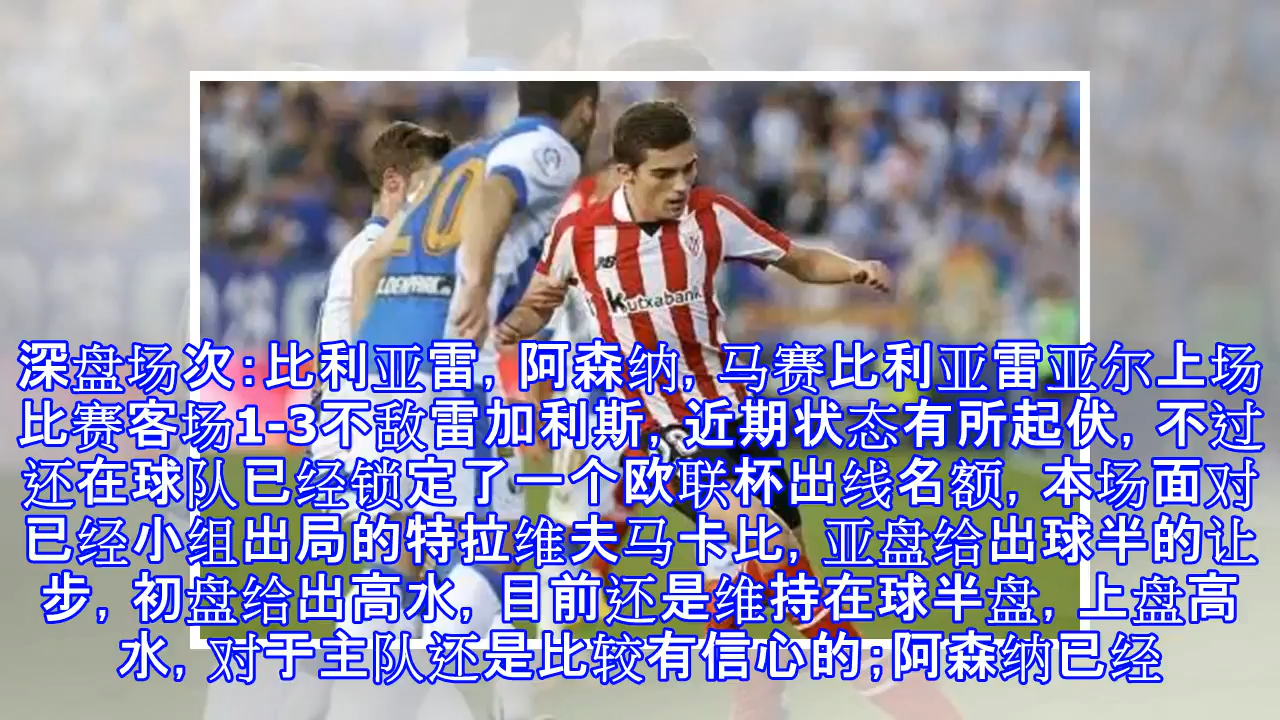 20
LDENPARK.
NB
Kutxabank
深盘场次:比利亚雷, 阿森纳, 马赛比利亚雷亚尔上场
比赛客场1-3不敌雷加利斯, 近期状态有所起伏, 不过
还在球队已经锁定了一个欧联杯出线名额, 本场面对
已经小组出局的特拉维夫马卡比, 亚盘给出球半的让
步, 初盘给出高水, 目前还是维持在球半盘, 上盘高
水, 对于主队还是比较有信心的;阿森纳已经